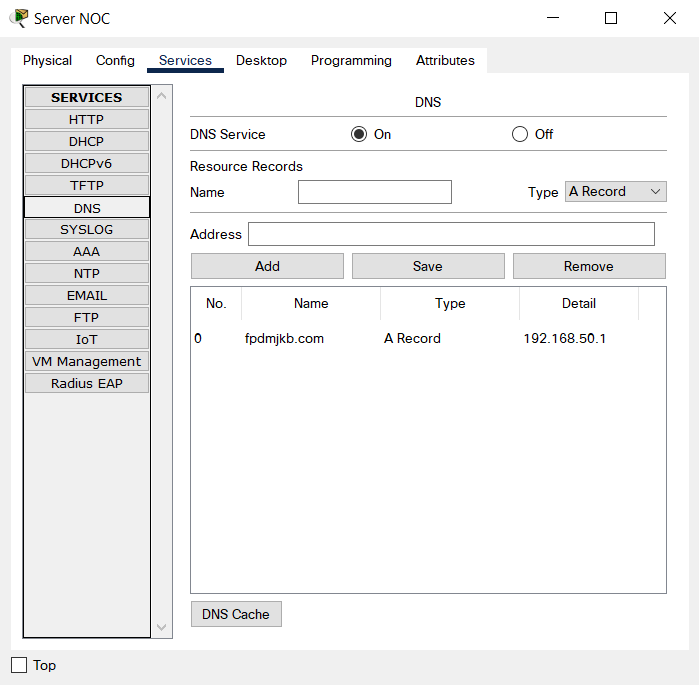 Server NOC
Physical Config Services Desktop Programming Attributes
SERVICES
HTTP
DHCP
DHCPv6
TFTP
DNS
SYSLOG
AAA
NTP
EMAIL
FTP
IoT
VM Management
Radius EAP
DNS
DNS Service On Off
Resource Records
Name Type A Record
Address
Add Save Remove
No. Name Type Detail
0 fpdmjkb.com A Record 192.168.50.1
DNS Cache
Top